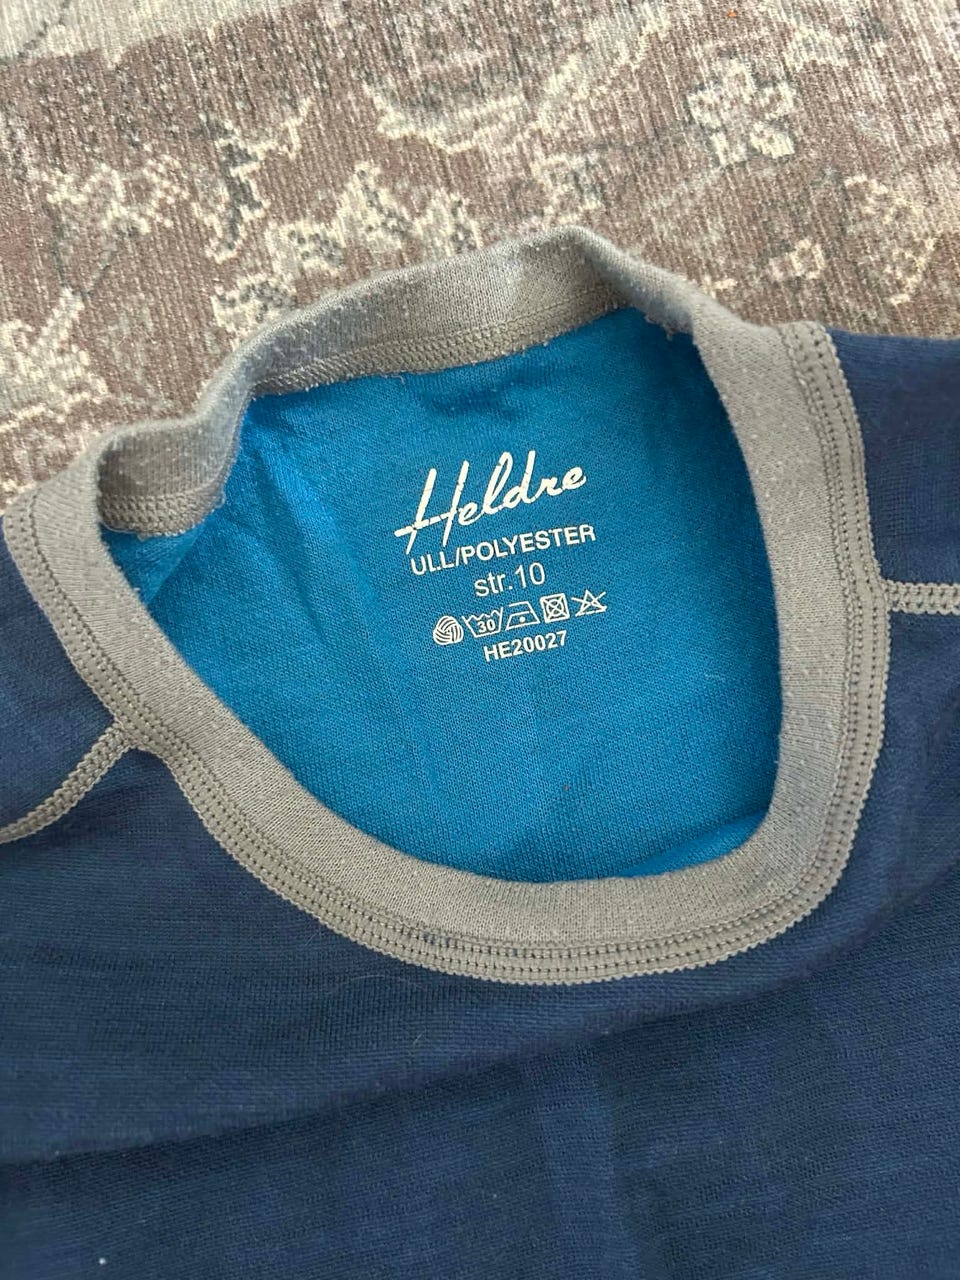 Heldre
ULL/POLYESTER
str.10
30
HE20027